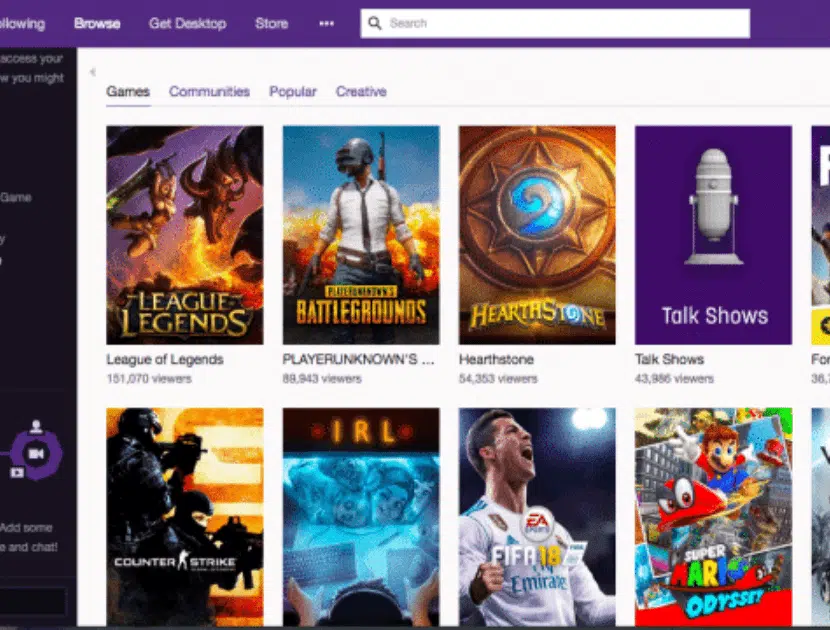 ollowing Browse Get Desktop Store ••• Search
access your
w you might
Games Communities Popular Creative
Game
y
LEAGUE OF LEGENDS
PLAYERUNKNOWN'S
BATTLEGROUNDS
HEARTHSTONE
Talk Shows
League of Legends PLAYERUNKNOWN'S ... Hearthstone Talk Shows For
151,070 viewers 89,943 viewers 54,353 viewers 43,986 viewers 36,
Add some
e and chat!
COUNTER STRIKE
IRL
EA
SPORTS
FIFA 18
Fly
Emirates
SUPER
MARIO
ODYSSEY